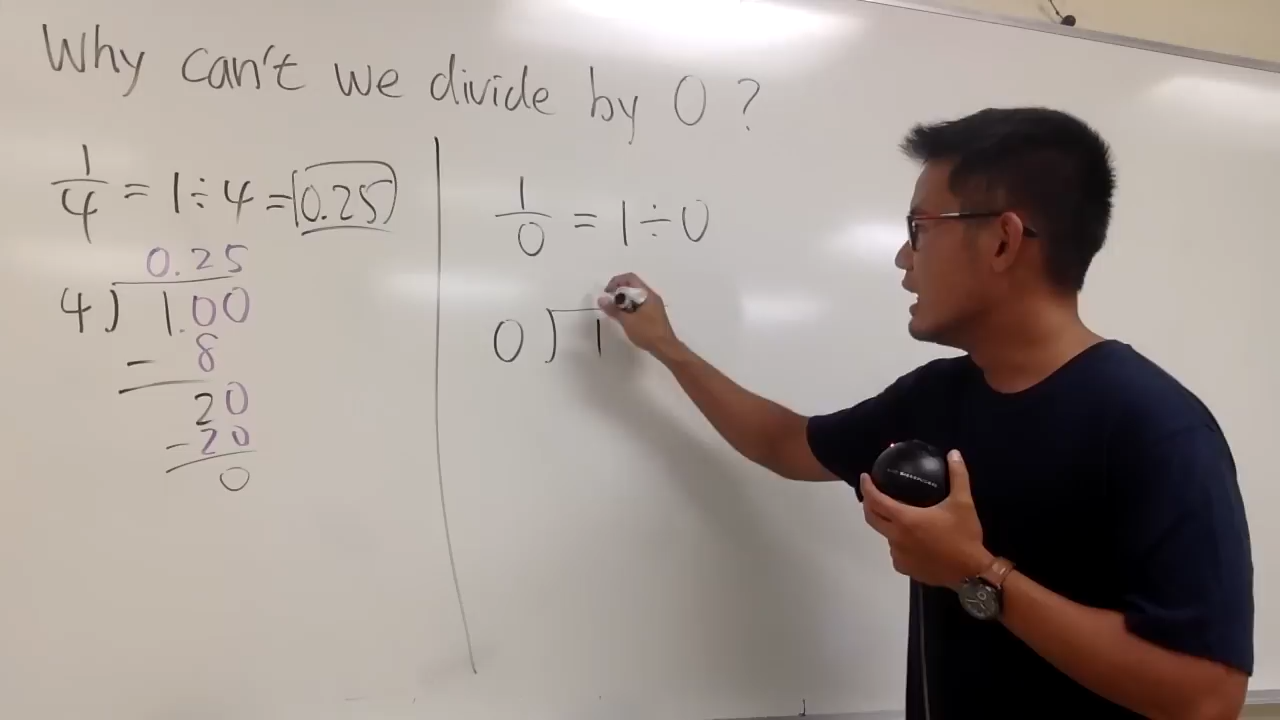 Why can't we divide by 0 ?
1/4 = 1 ÷ 4 = 0.25
0.25
4 ) 1.00
- 8
20
- 20
0
1/0 = 1 ÷ 0
0 ) 1